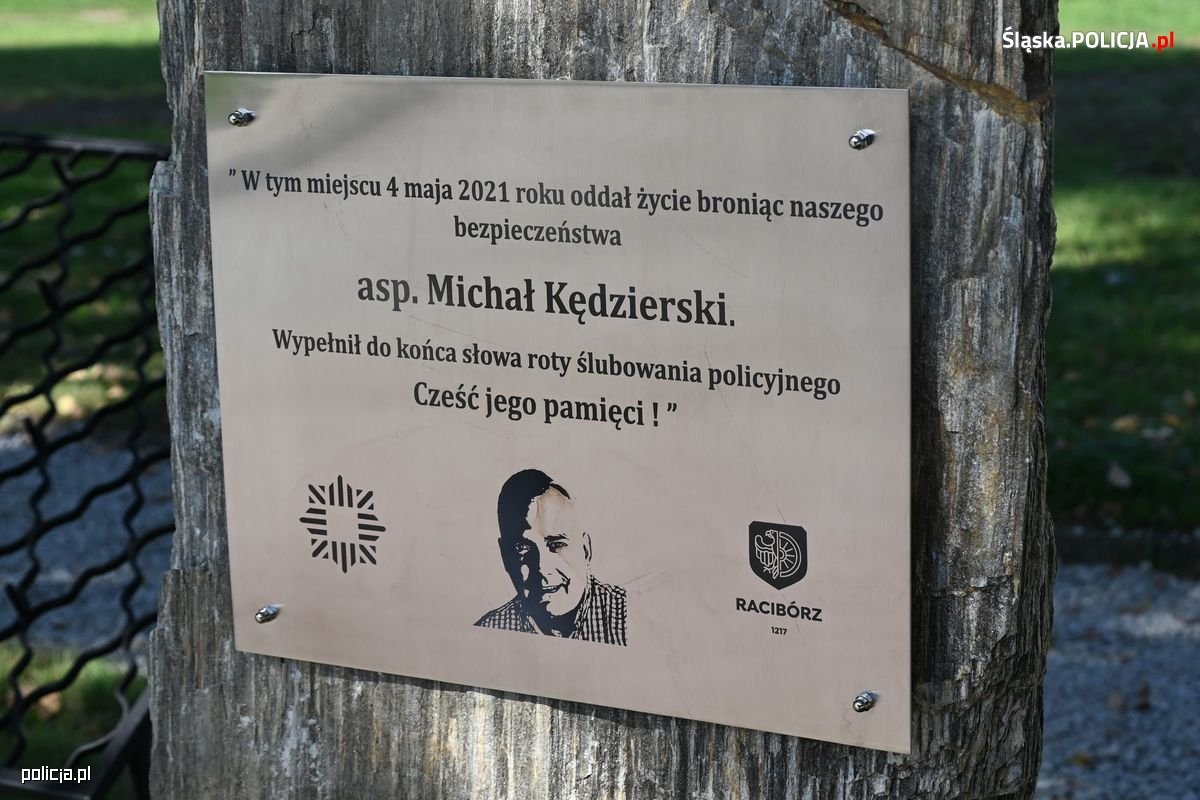 Śląska.POLICJA.pl
" W tym miejscu 4 maja 2021 roku oddał życie broniąc naszego
bezpieczeństwa
asp. Michał Kędzierski.
Wypełnił do końca słowa roty ślubowania policyjnego
Cześć jego pamięci ! "
RACIBÓRZ
1217
policja.pl